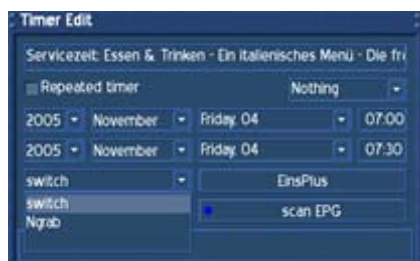 Timer Edit
Servicezeit: Essen & Trinken - Ein italienisches Menü - Die fr
Repeated timer Nothing
2005 November Friday, 04 07:00
2005 November Friday, 04 07:30
switch EinsPlus
switch scan EPG
Ngrab